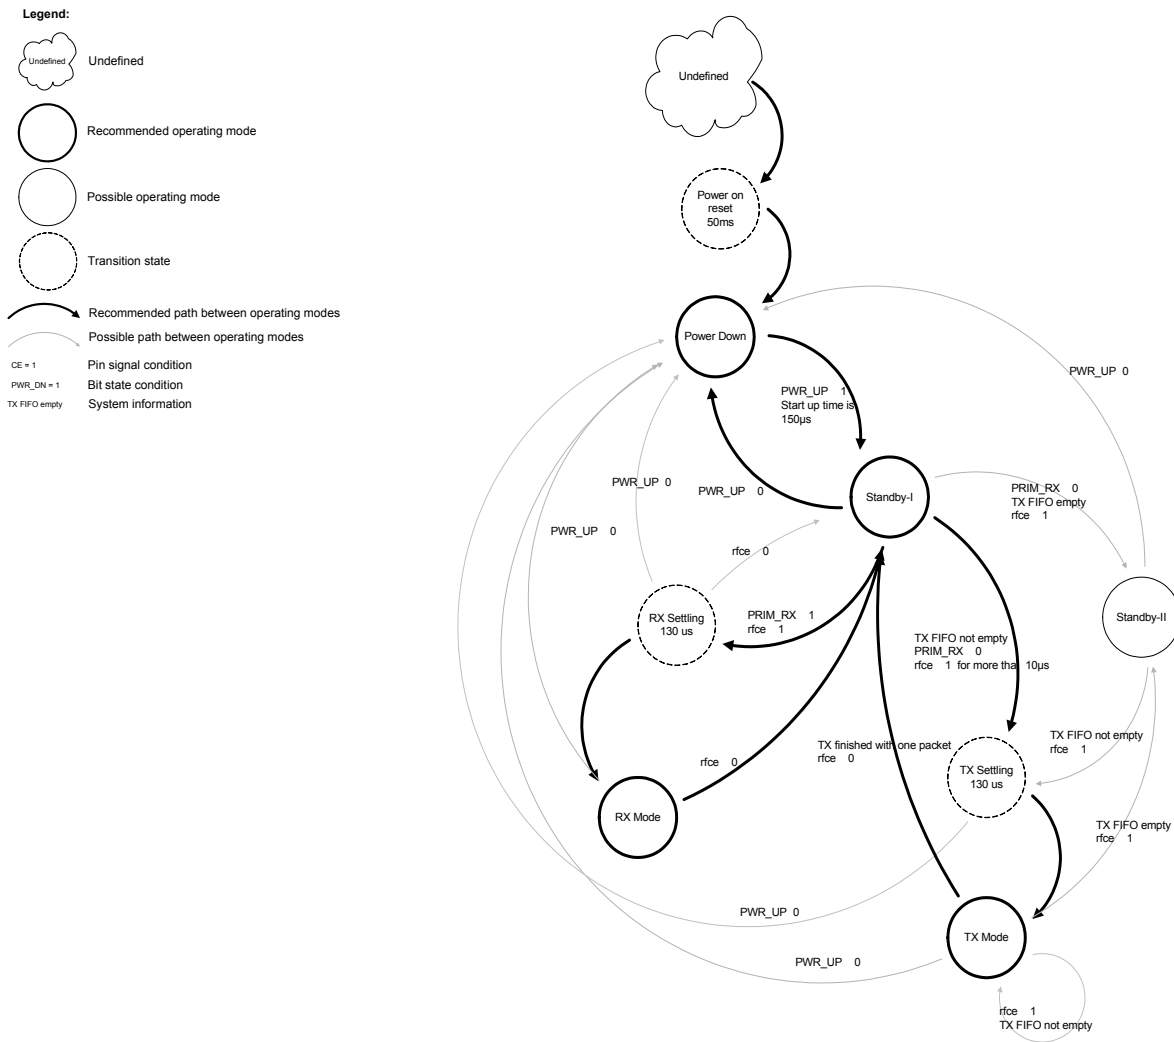 Legend:
Undefined
Undefined
Recommended operating mode
Possible operating mode
Transition state
Recommended path between operating modes
Possible path between operating modes
CE = 1
Pin signal condition
PWR_DN = 1
Bit state condition
TX FIFO empty
System information
Undefined
Power on
reset
50ms
Power Down
PWR_UP 0
PWR_UP 1
Start up time is
150µs
Standby-I
PWR_UP 0
PWR_UP 0
PRIM_RX 0
TX FIFO empty
rfce 1
PWR_UP 0
rfce 0
RX Settling
130 us
PRIM_RX 1
rfce 1
Standby-II
TX FIFO not empty
PRIM_RX 0
rfce 1 for more tha 10µs
TX FIFO not empty
rfce 1
TX finished with one packet
rfce 0
rfce 0
TX Settling
130 us
RX Mode
TX FIFO empty
rfce 1
PWR_UP 0
TX Mode
PWR_UP 0
rfce 1
TX FIFO not empty